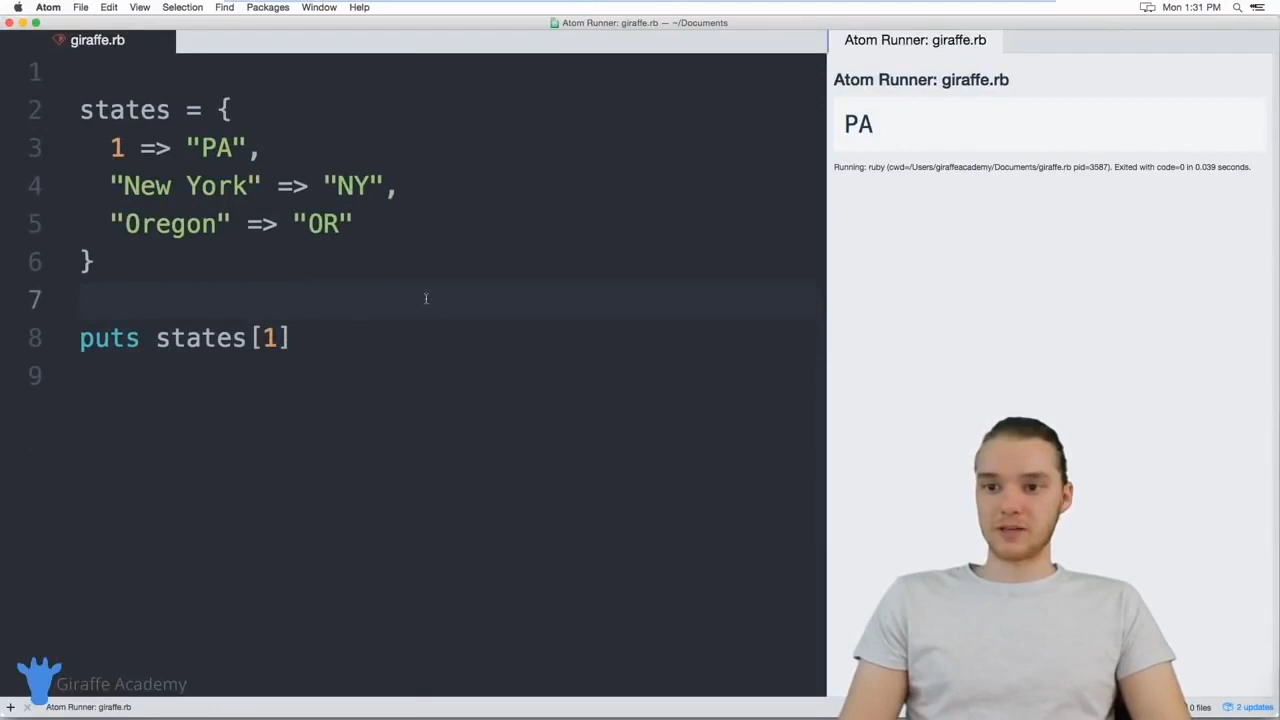 Atom File Edit View Selection Find Packages Window Help Mon 1:31 PM
Atom Runner: giraffe.rb — ~/Documents
giraffe.rb
Atom Runner: giraffe.rb
1
2 states = {
3 1 => "PA",
4 "New York" => "NY",
5 "Oregon" => "OR"
6 }
7
8 puts states[1]
9
Atom Runner: giraffe.rb
PA
Running: ruby (cwd=/Users/giraffeacademy/Documents/giraffe.rb pid=3587). Exited with code=0 in 0.039 seconds.
Giraffe Academy
Atom Runner: giraffe.rb
0 files 2 updates